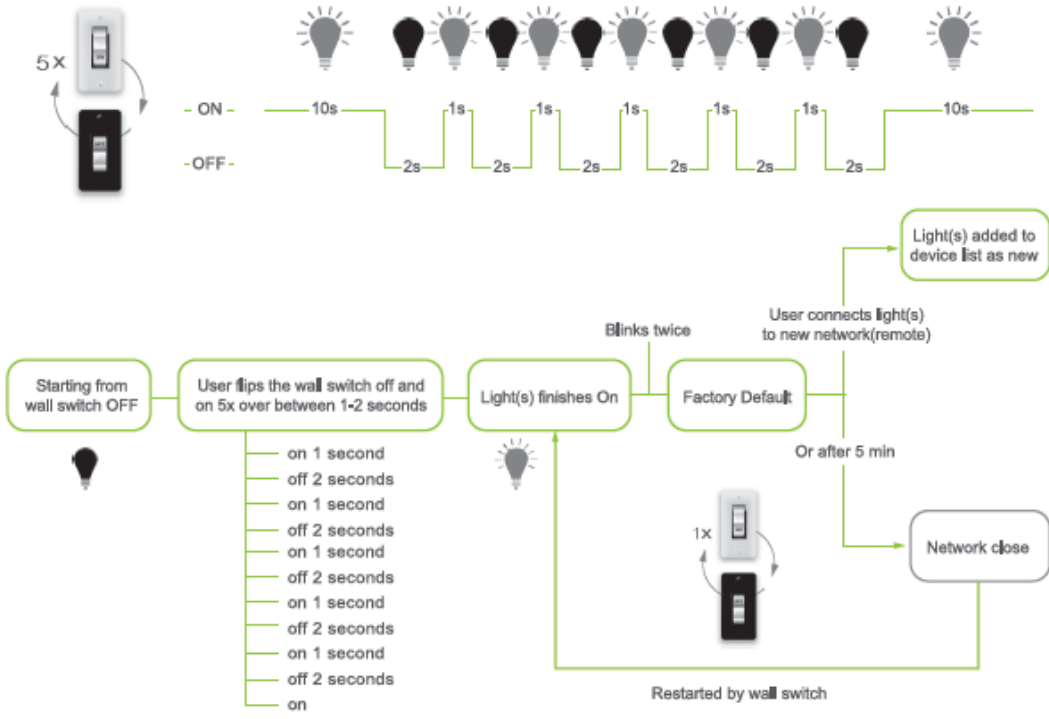 5x
ON
10s
1s
1s
1s
1s
1s
10s
OFF
2s
2s
2s
2s
2s
2s
Light(s) added to
device list as new
User connects light(s)
to new network(remote)
Blinks twice
Starting from
wall switch OFF
User flips the wall switch off and
on 5x over between 1-2 seconds
Light(s) finishes On
Factory Default
Or after 5 min
on 1 second
off 2 seconds
on 1 second
off 2 seconds
on 1 second
off 2 seconds
on 1 second
off 2 seconds
on 1 second
off 2 seconds
on
1x
Network close
Restarted by wall switch